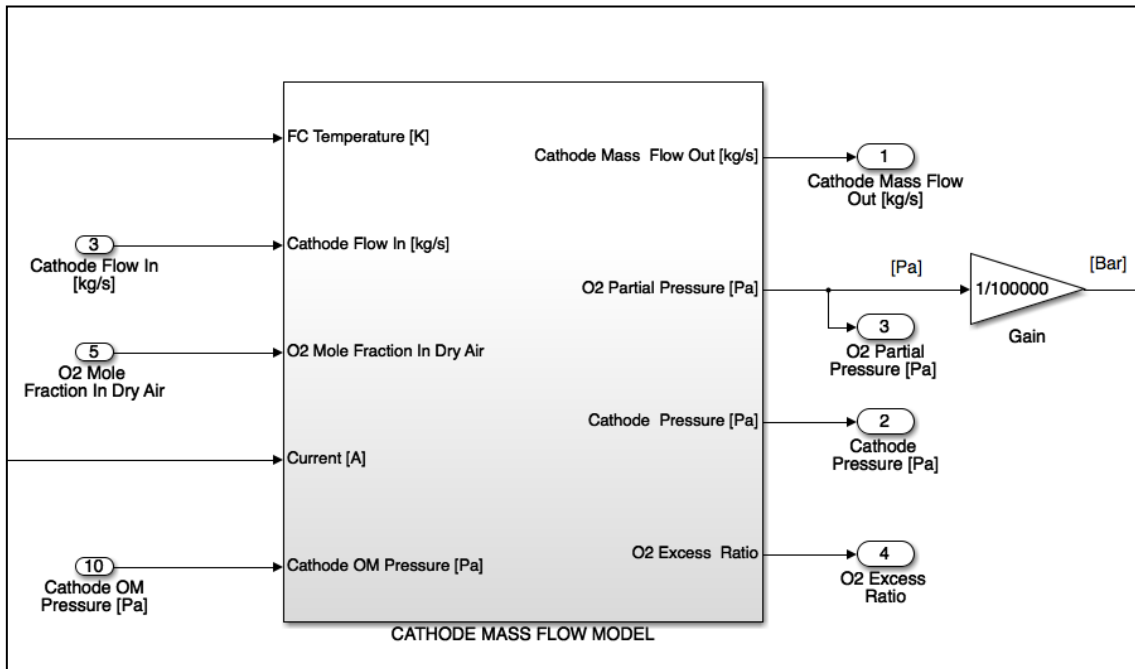 FC Temperature [K]
Cathode Mass Flow Out [kg/s]
1
Cathode Mass Flow
Out [kg/s]
3
Cathode Flow In
[kg/s]
Cathode Flow In [kg/s]
O2 Partial Pressure [Pa]
[Pa]
[Bar]
1/100000
Gain
3
O2 Partial
Pressure [Pa]
5
O2 Mole
Fraction In Dry Air
O2 Mole Fraction In Dry Air
Cathode Pressure [Pa]
2
Cathode
Pressure [Pa]
Current [A]
10
Cathode OM
Pressure [Pa]
Cathode OM Pressure [Pa]
O2 Excess Ratio
4
O2 Excess
Ratio
CATHODE MASS FLOW MODEL